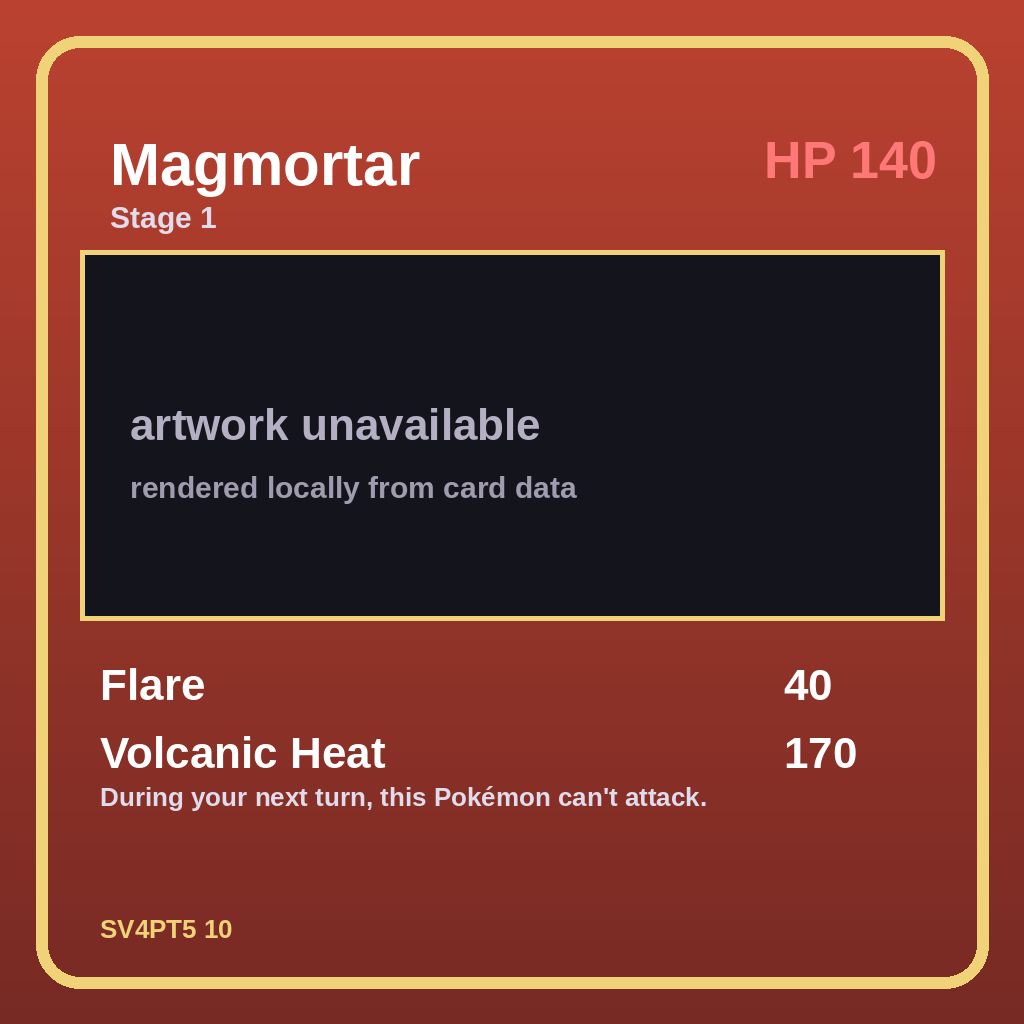 Magmortar
HP 140
Stage 1
artwork unavailable
rendered locally from card data
Flare 40
Volcanic Heat 170
During your next turn, this Pokémon can't attack.
SV4PT5 10